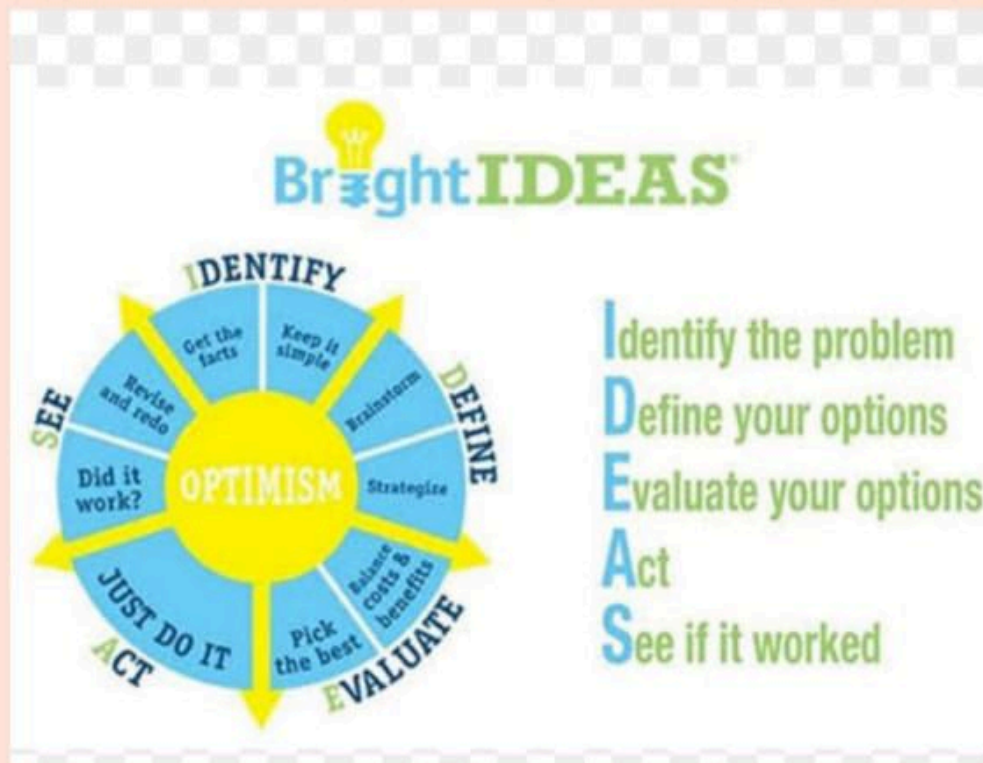 Bright IDEAS
IDENTIFY
Get the
facts
Keep it
simple
DEFINE
Brainstorm
Strategize
EVALUATE
Balance
costs &
benefits
Pick
the best
ACT
JUST DO IT
SEE
Did it
work?
Revise
and redo
OPTIMISM
Identify the problem
Define your options
Evaluate your options
Act
See if it worked